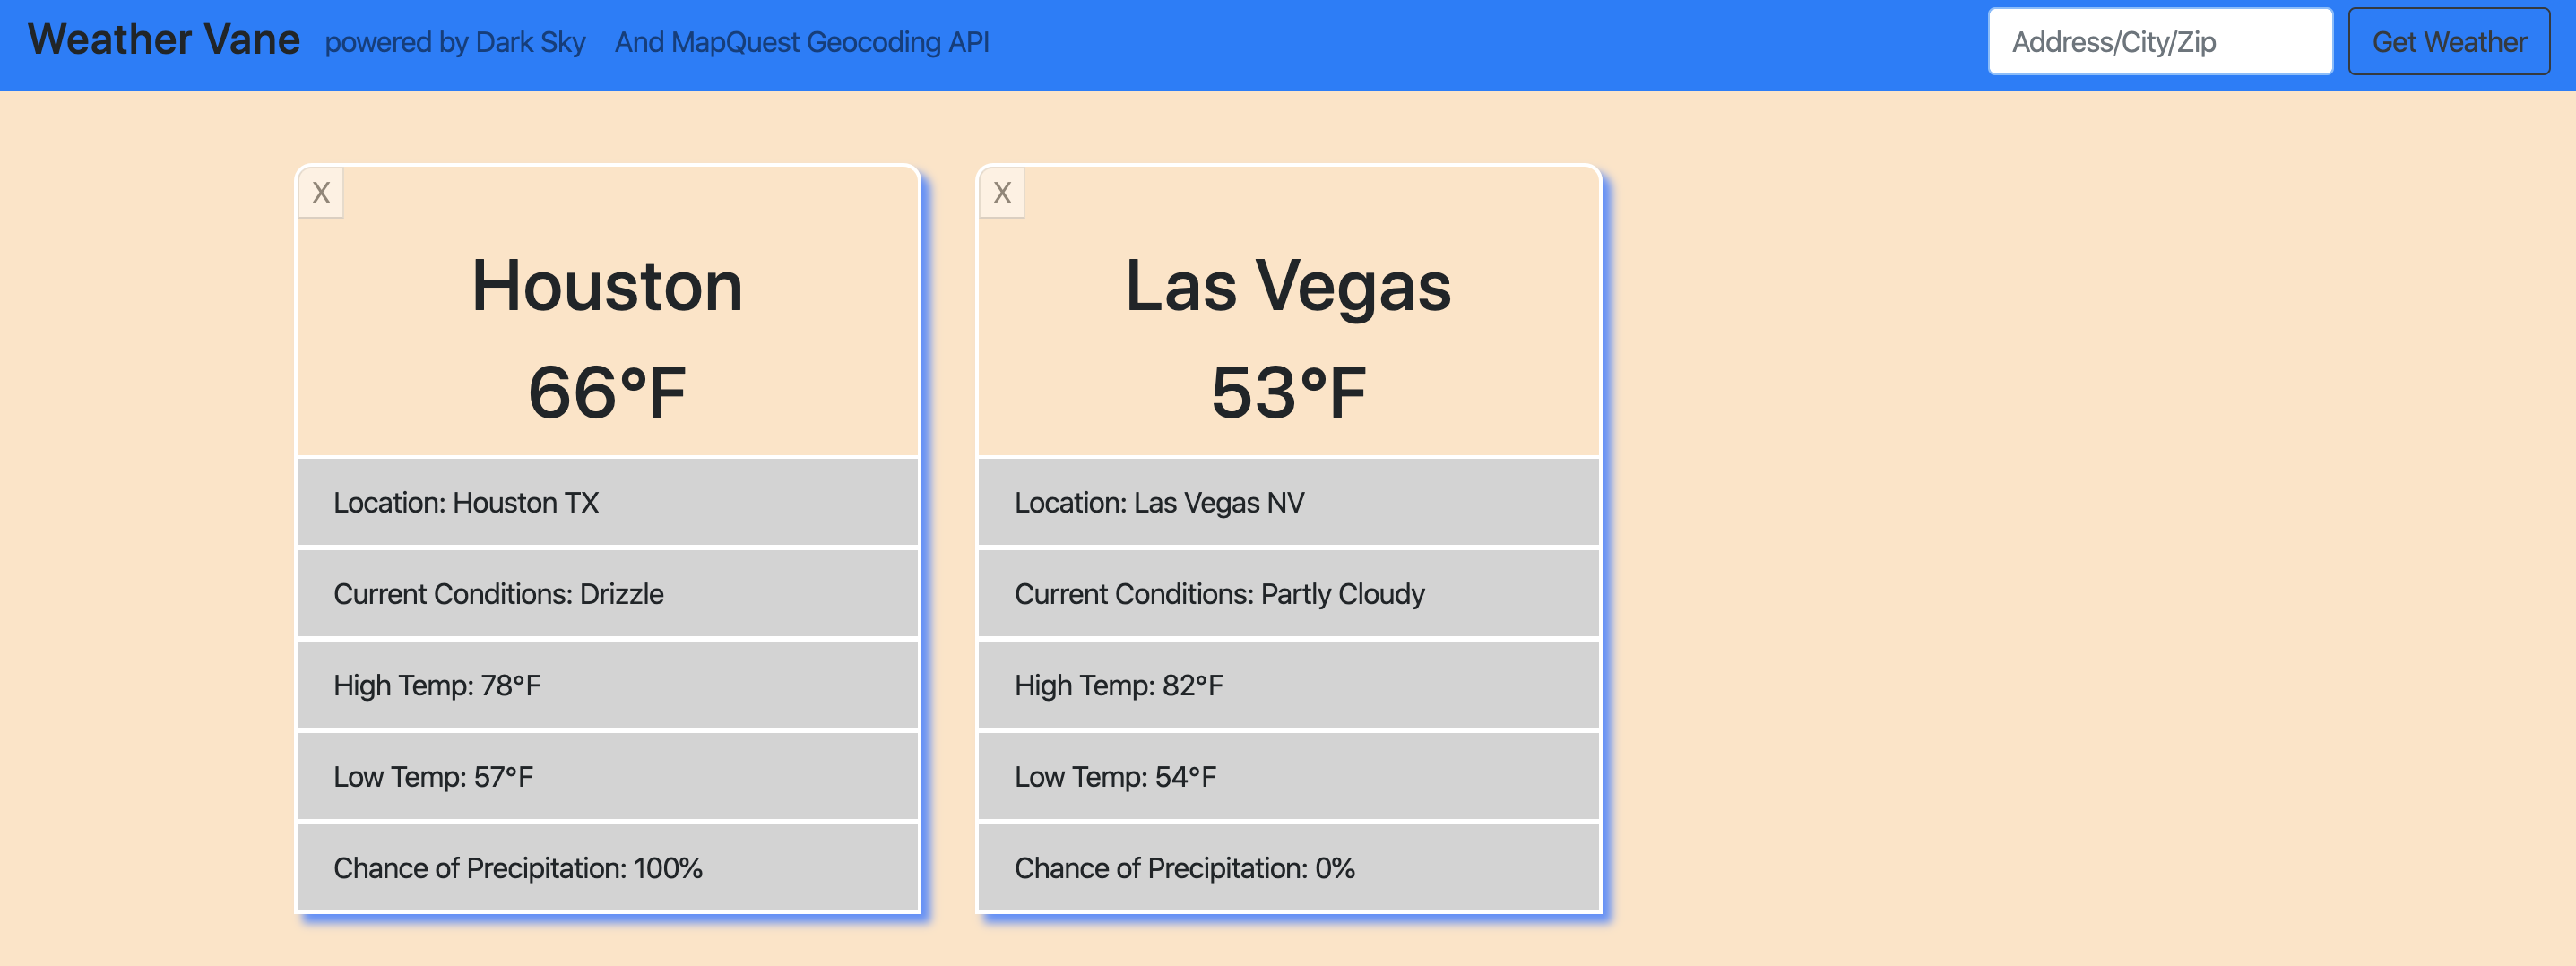 Weather Vane powered by Dark Sky And MapQuest Geocoding API Address/City/Zip Get Weather
X
Houston
66°F
Location: Houston TX
Current Conditions: Drizzle
High Temp: 78°F
Low Temp: 57°F
Chance of Precipitation: 100%
X
Las Vegas
53°F
Location: Las Vegas NV
Current Conditions: Partly Cloudy
High Temp: 82°F
Low Temp: 54°F
Chance of Precipitation: 0%